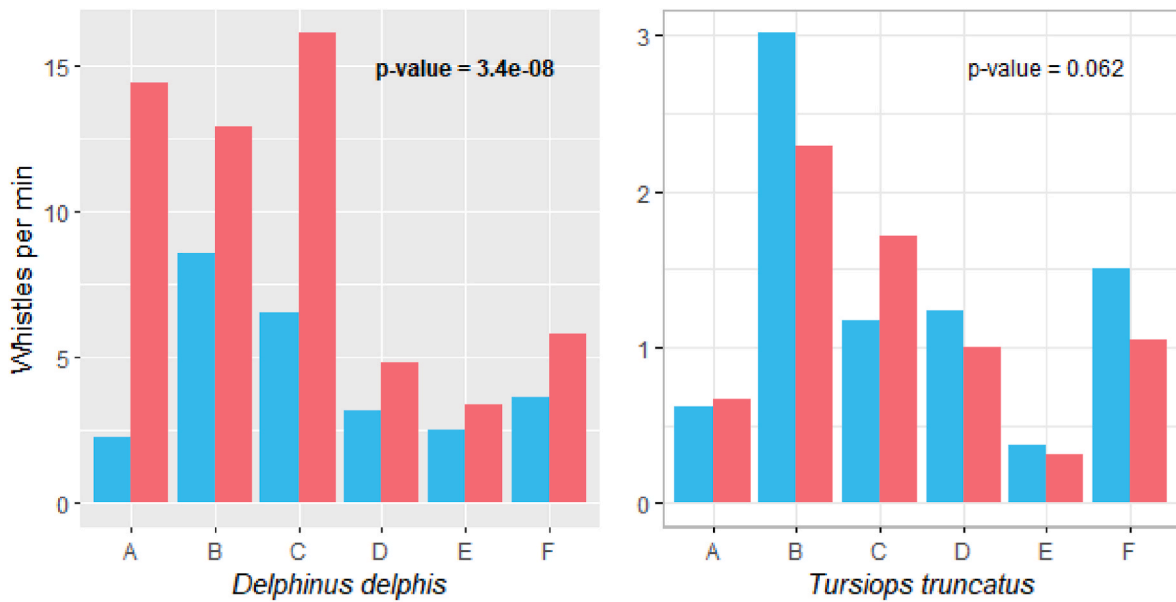 Whistles per min
15
10
5
0
p-value = 3.4e-08
A B C D E F
Delphinus delphis
3
2
1
0
p-value = 0.062
A B C D E F
Tursiops truncatus